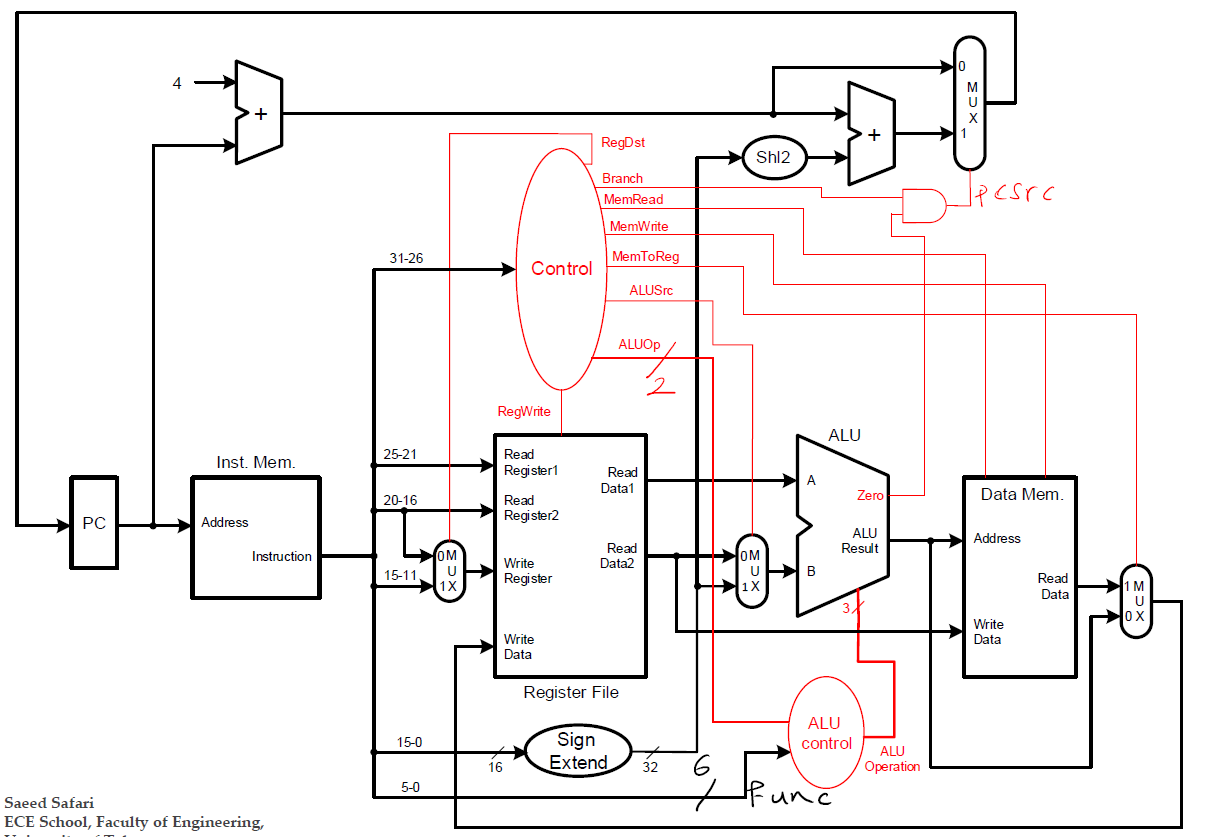 4
+
+
0
M
U
X
1
Shl2
RegDst
Branch
MemRead
PCSrc
MemWrite
MemToReg
31-26
Control
ALUSrc
ALUOp
2
RegWrite
ALU
Inst. Mem.
25-21
Read
Register1
Read
Data1
A
Zero
Data Mem.
20-16
Read
Register2
PC
Address
ALU
Result
Address
Instruction
0 M
U
1 X
Write
Register
Read
Data2
0 M
U
1 X
B
15-11
Read
Data
1 M
U
0 X
3
Write
Data
Write
Data
Register File
15-0
16
Sign
Extend
32
ALU
control
ALU
Operation
6
5-0
Func
Saeed Safari
ECE School, Faculty of Engineering,